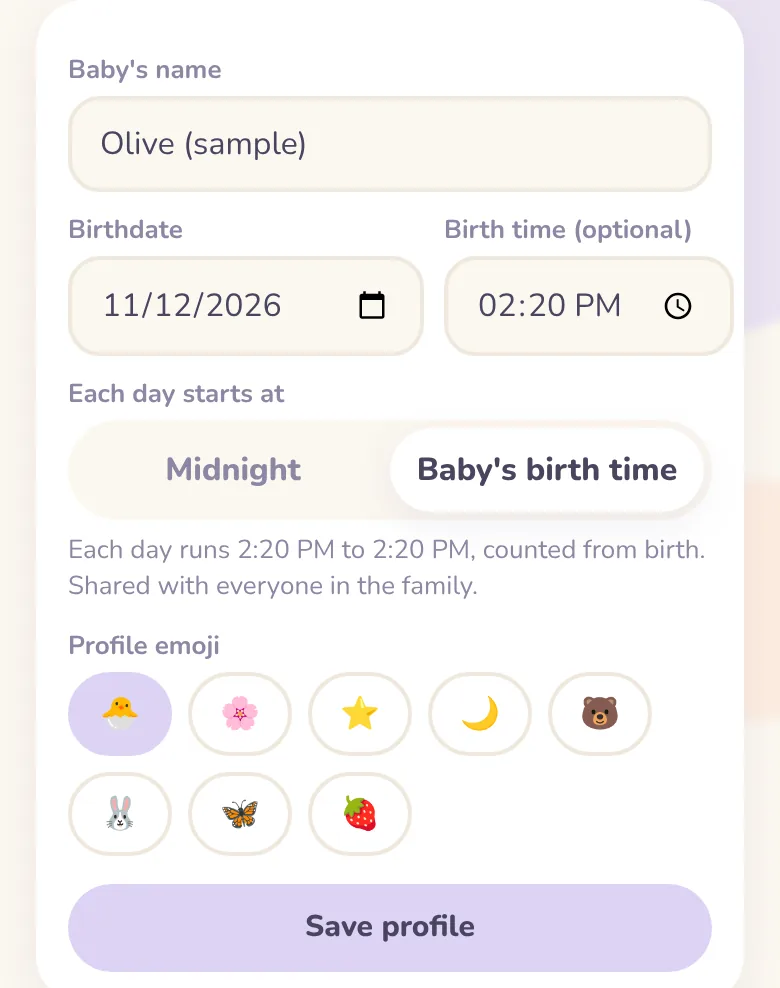 Baby's name
Olive (sample)
Birthdate
Birth time (optional)
11/12/2026
02:20 PM
Each day starts at
Midnight
Baby's birth time
Each day runs 2:20 PM to 2:20 PM, counted from birth.
Shared with everyone in the family.
Profile emoji
Save profile